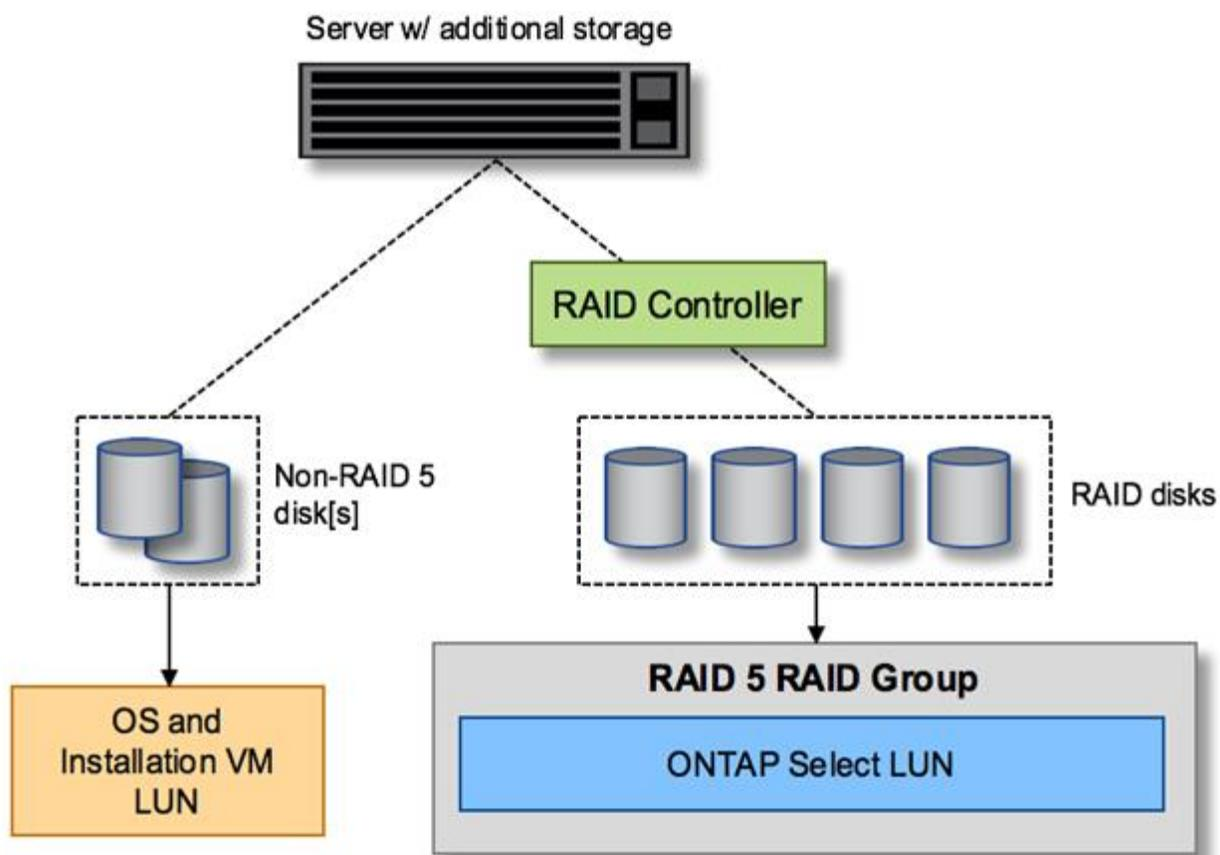 Server w/ additional storage
RAID Controller
Non-RAID 5
disk[s]
RAID disks
OS and
Installation VM
LUN
RAID 5 RAID Group
ONTAP Select LUN